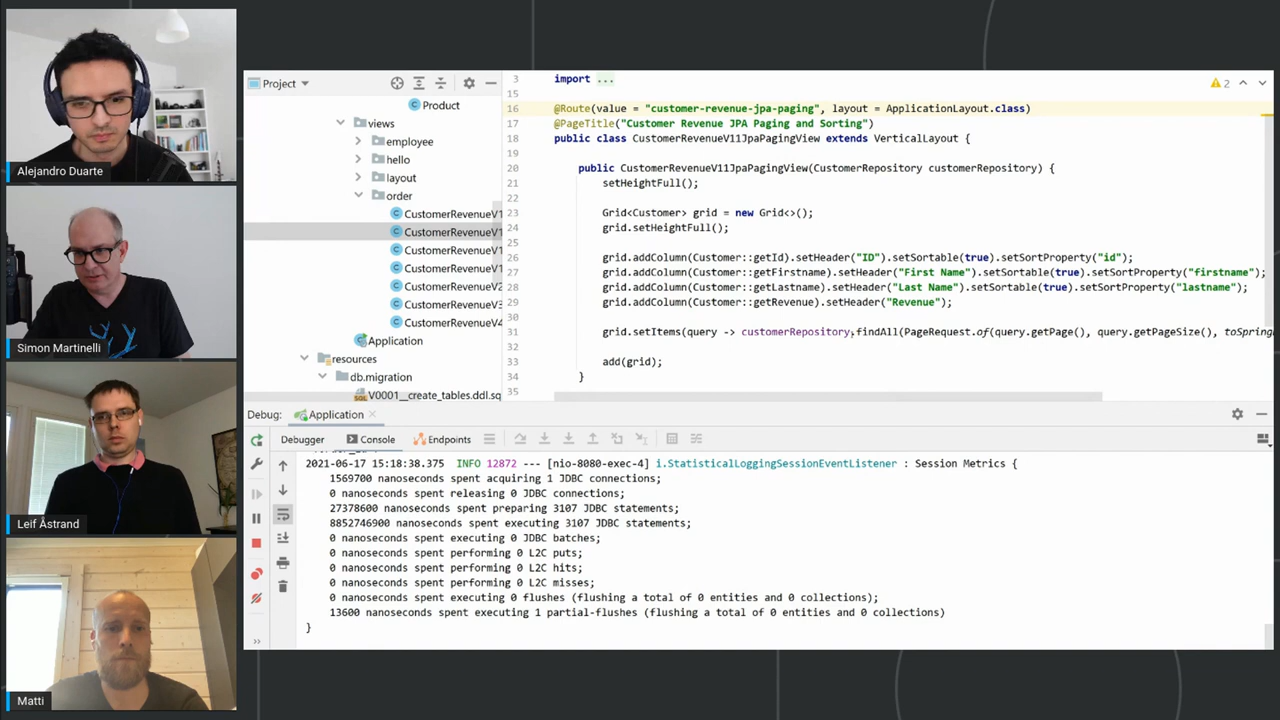 Alejandro Duarte
Simon Martinelli
Leif Åstrand
Matti
Project
Product
views
employee
hello
layout
order
CustomerRevenueV1
CustomerRevenueV1
CustomerRevenueV1
CustomerRevenueV1
CustomerRevenueV2
CustomerRevenueV3
CustomerRevenueV4
Application
resources
db.migration
V0001__create_tables.ddl.sq
2
3 import ...
15
16 @Route(value = "customer-revenue-jpa-paging", layout = ApplicationLayout.class)
17 @PageTitle("Customer Revenue JPA Paging and Sorting")
18 public class CustomerRevenueV11JpaPagingView extends VerticalLayout {
19
20 public CustomerRevenueV11JpaPagingView(CustomerRepository customerRepository) {
21 setHeightFull();
22
23 Grid<Customer> grid = new Grid<>();
24 grid.setHeightFull();
25
26 grid.addColumn(Customer::getId).setHeader("ID").setSortable(true).setSortProperty("id");
27 grid.addColumn(Customer::getFirstname).setHeader("First Name").setSortable(true).setSortProperty("firstname");
28 grid.addColumn(Customer::getLastname).setHeader("Last Name").setSortable(true).setSortProperty("lastname");
29 grid.addColumn(Customer::getRevenue).setHeader("Revenue");
30
31 grid.setItems(query -> customerRepository.findAll(PageRequest.of(query.getPage(), query.getPageSize(), toSpring
32
33 add(grid);
34 }
35
Debug: Application
Debugger Console Endpoints
2021-06-17 15:18:38.375 INFO 12872 --- [nio-8080-exec-4] i.StatisticalLoggingSessionEventListener : Session Metrics {
1569700 nanoseconds spent acquiring 1 JDBC connections;
0 nanoseconds spent releasing 0 JDBC connections;
27378600 nanoseconds spent preparing 3107 JDBC statements;
8852746900 nanoseconds spent executing 3107 JDBC statements;
0 nanoseconds spent executing 0 JDBC batches;
0 nanoseconds spent performing 0 L2C puts;
0 nanoseconds spent performing 0 L2C hits;
0 nanoseconds spent performing 0 L2C misses;
0 nanoseconds spent executing 0 flushes (flushing a total of 0 entities and 0 collections);
13600 nanoseconds spent executing 1 partial-flushes (flushing a total of 0 entities and 0 collections)
}